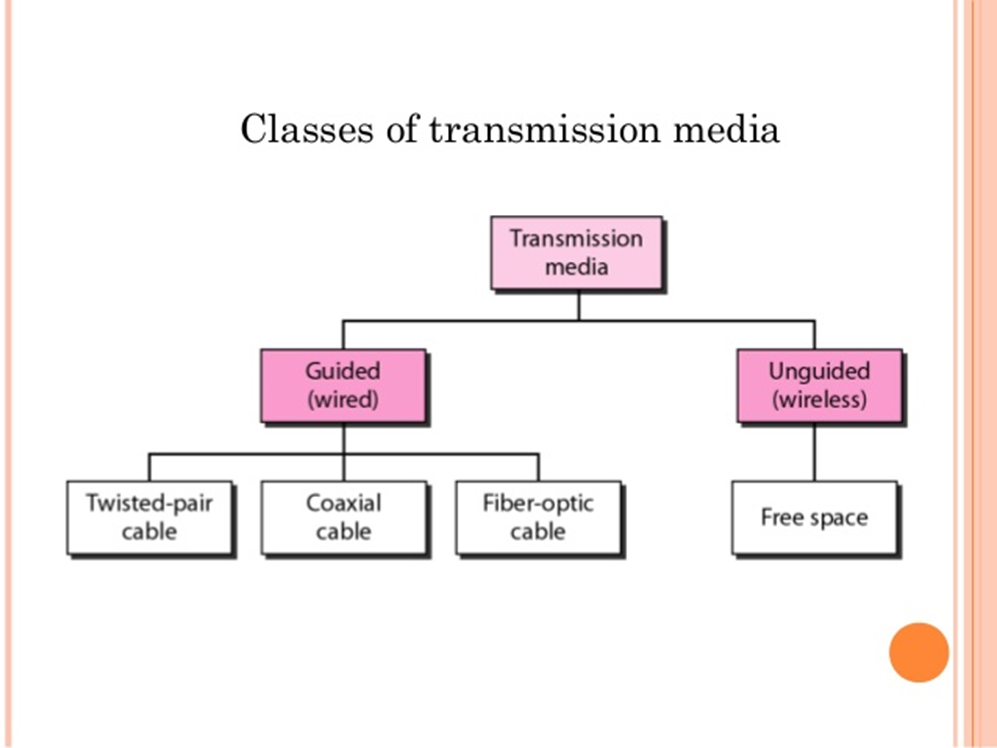 Classes of transmission media
Transmission
media
Guided
(wired)
Unguided
(wireless)
Twisted-pair
cable
Coaxial
cable
Fiber-optic
cable
Free space